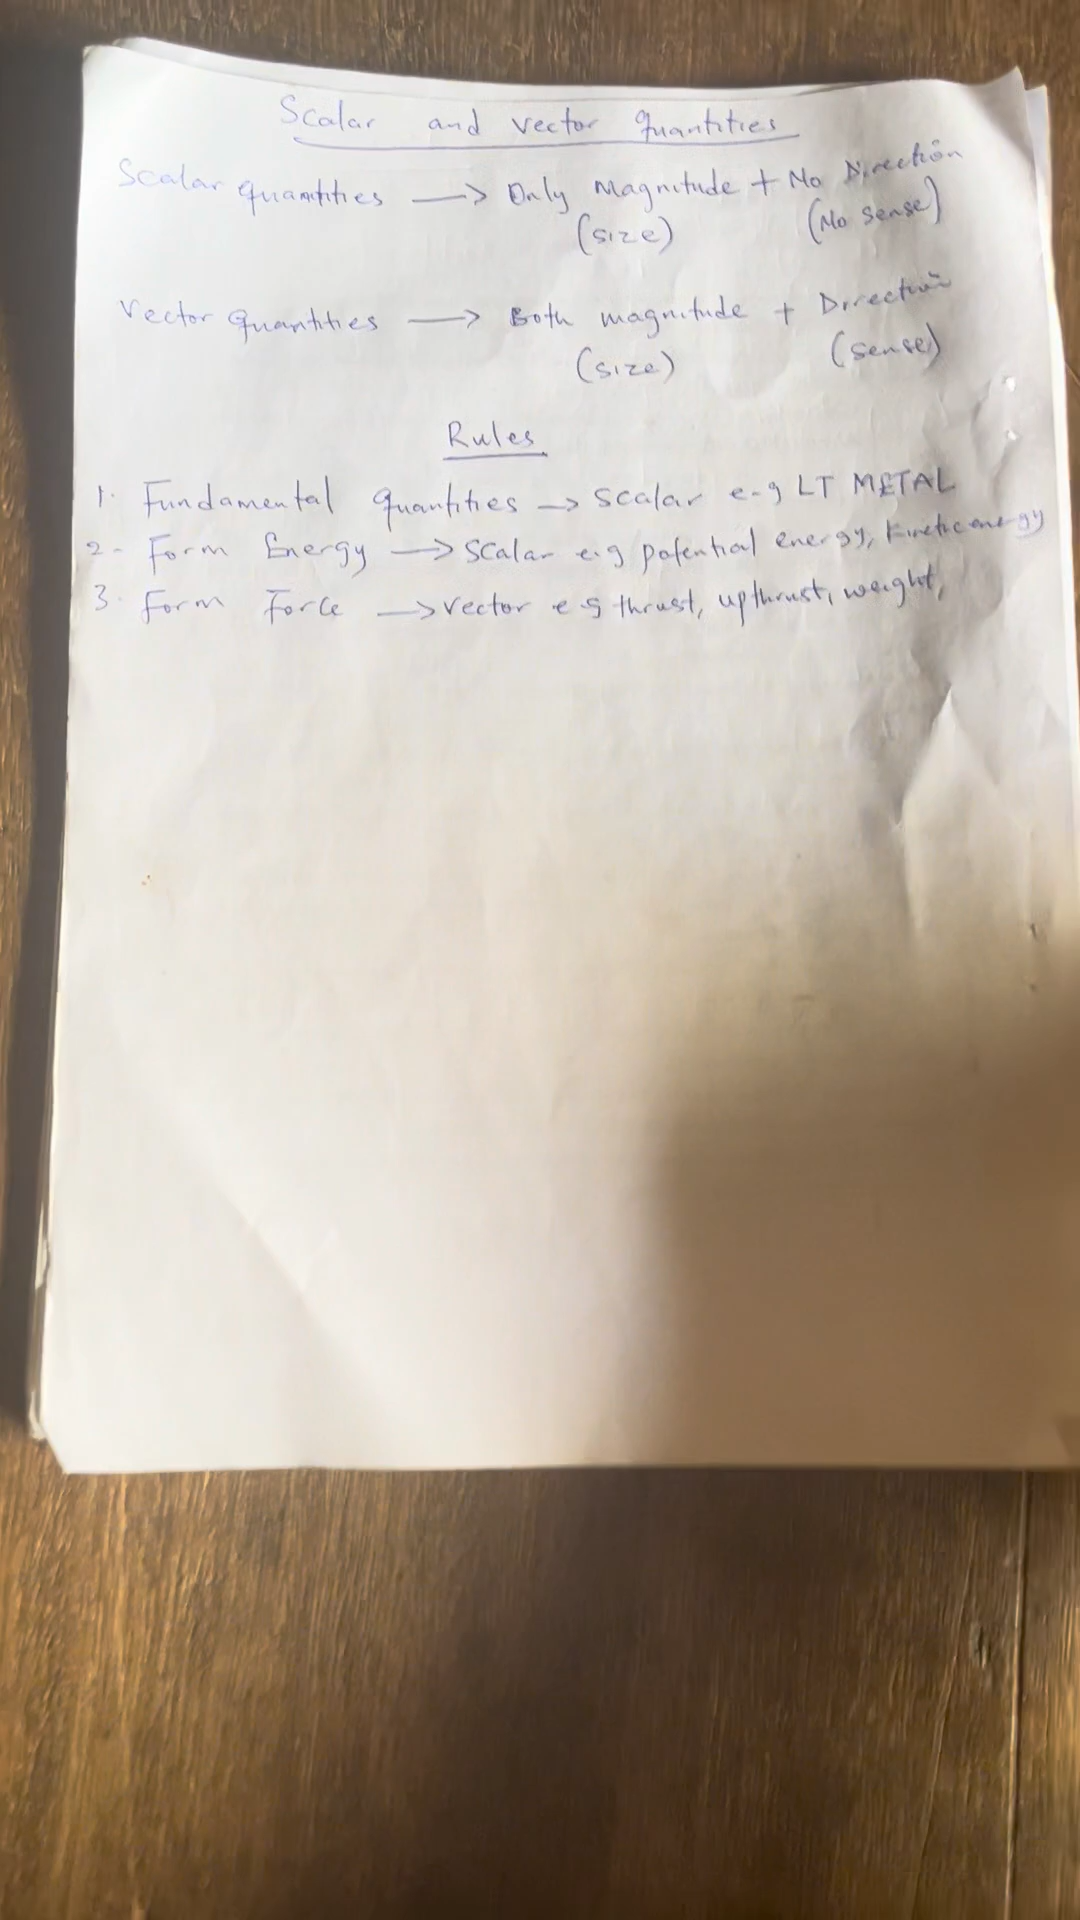 Scalar and vector quantities
Scalar quantities → Only Magnitude + No Direction
(size) (No sense)
Vector quantities → Both magnitude + Direction
(size) (sense)
Rules
1. Fundamental quantities → scalar e.g LT METAL
2- Form Energy → scalar e.g potential energy, kinetic energy
3. Form Force → vector e.g thrust, upthrust, weight,